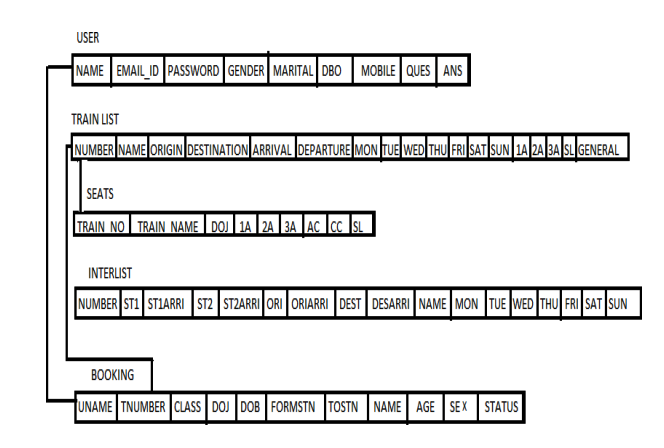 USER
NAME EMAIL_ID PASSWORD GENDER MARITAL DBO MOBILE QUES ANS
TRAIN LIST
NUMBER NAME ORIGIN DESTINATION ARRIVAL DEPARTURE MON TUE WED THU FRI SAT SUN 1A 2A 3A SL GENERAL
SEATS
TRAIN_NO TRAIN_NAME DOJ 1A 2A 3A AC CC SL
INTERLIST
NUMBER ST1 ST1ARRI ST2 ST2ARRI ORI ORIARRI DEST DESARRI NAME MON TUE WED THU FRI SAT SUN
BOOKING
UNAME TNUMBER CLASS DOJ DOB FORMSTN TOSTN NAME AGE SEX STATUS